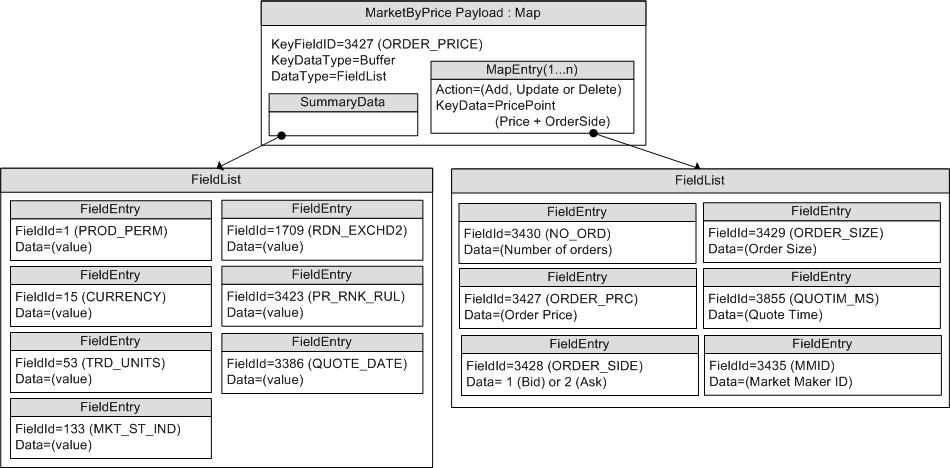 MarketByPrice Payload : Map
KeyFieldID=3427 (ORDER_PRICE)
KeyDataType=Buffer
DataType=FieldList
SummaryData
MapEntry(1...n)
Action=(Add, Update or Delete)
KeyData=PricePoint
(Price + OrderSide)
FieldList
FieldEntry
FieldId=1 (PROD_PERM)
Data=(value)
FieldEntry
FieldId=1709 (RDN_EXCHD2)
Data=(value)
FieldEntry
FieldId=15 (CURRENCY)
Data=(value)
FieldEntry
FieldId=3423 (PR_RNK_RUL)
Data=(value)
FieldEntry
FieldId=53 (TRD_UNITS)
Data=(value)
FieldEntry
FieldId=3386 (QUOTE_DATE)
Data=(value)
FieldEntry
FieldId=133 (MKT_ST_IND)
Data=(value)
FieldList
FieldEntry
FieldId=3430 (NO_ORD)
Data=(Number of orders)
FieldEntry
FieldId=3429 (ORDER_SIZE)
Data=(Order Size)
FieldEntry
FieldId=3427 (ORDER_PRC)
Data=(Order Price)
FieldEntry
FieldId=3855 (QUOTIM_MS)
Data=(Quote Time)
FieldEntry
FieldId=3428 (ORDER_SIDE)
Data= 1 (Bid) or 2 (Ask)
FieldEntry
FieldId=3435 (MMID)
Data=(Market Maker ID)